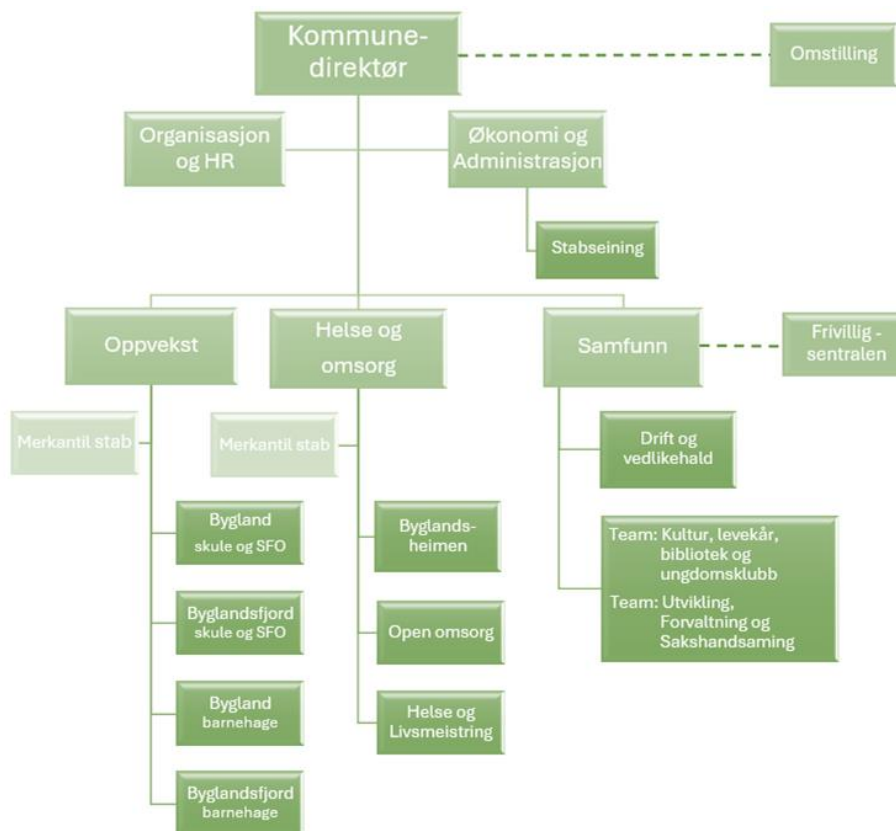 Kommune-
direktør
Omstilling
Organisasjon
og HR
Økonomi og
Administrasjon
Stabseining
Oppvekst
Helse og
omsorg
Samfunn
Frivillig -
sentralen
Merkantil stab
Merkantil stab
Drift og
vedlikehald
Bygland
skule og SFO
Byglands-
heimen
Team: Kultur, levekår,
bibliotek og
ungdomsklubb
Team: Utvikling,
Forvaltning og
Sakshandsaming
Byglandsfjord
skule og SFO
Open omsorg
Bygland
barnehage
Helse og
Livsmeistring
Byglandsfjord
barnehage